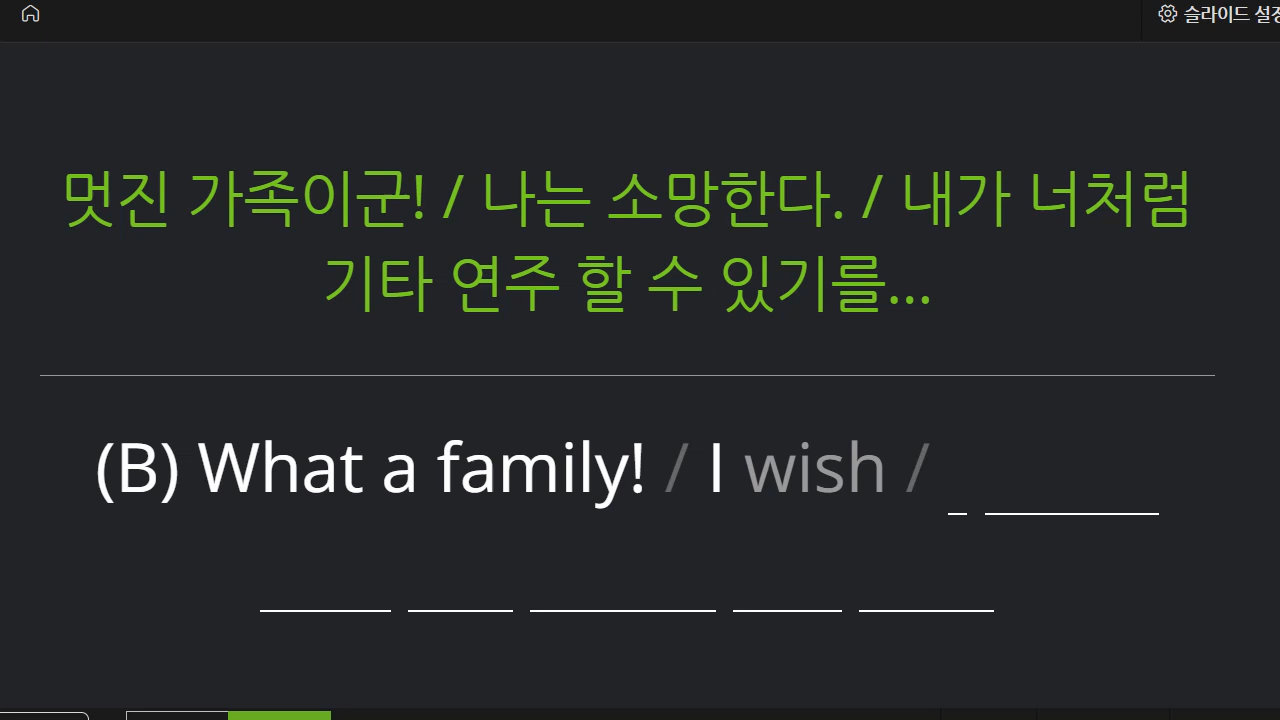 슬라이드 설정
멋진 가족이군! / 나는 소망한다. / 내가 너처럼
기타 연주 할 수 있기를...
(B) What a family! / I wish /